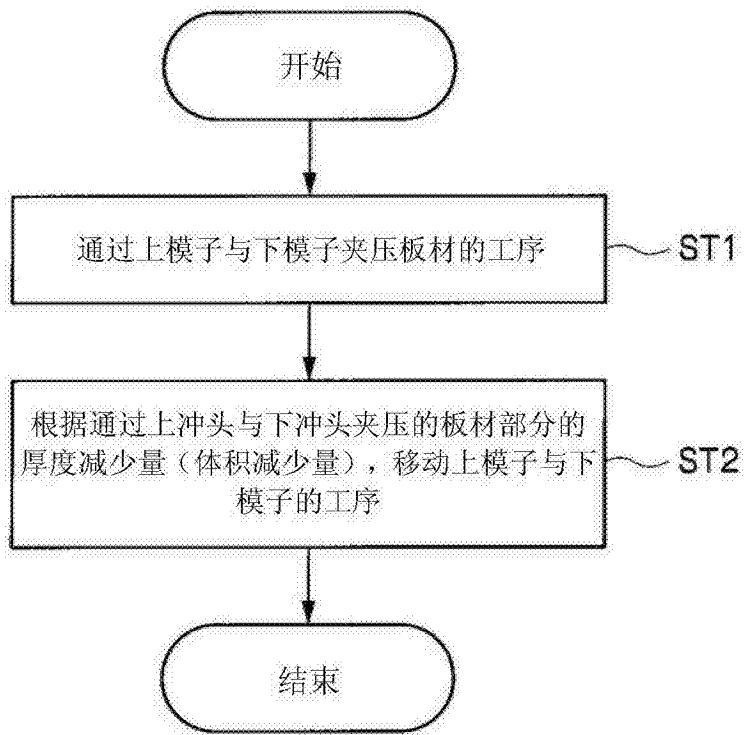 开始
通过上模子与下模子夹压板材的工序
ST1
根据通过上冲头与下冲头夹压的板材部分的
厚度减少量(体积减少量),移动上模子与下
模子的工序
ST2
结束